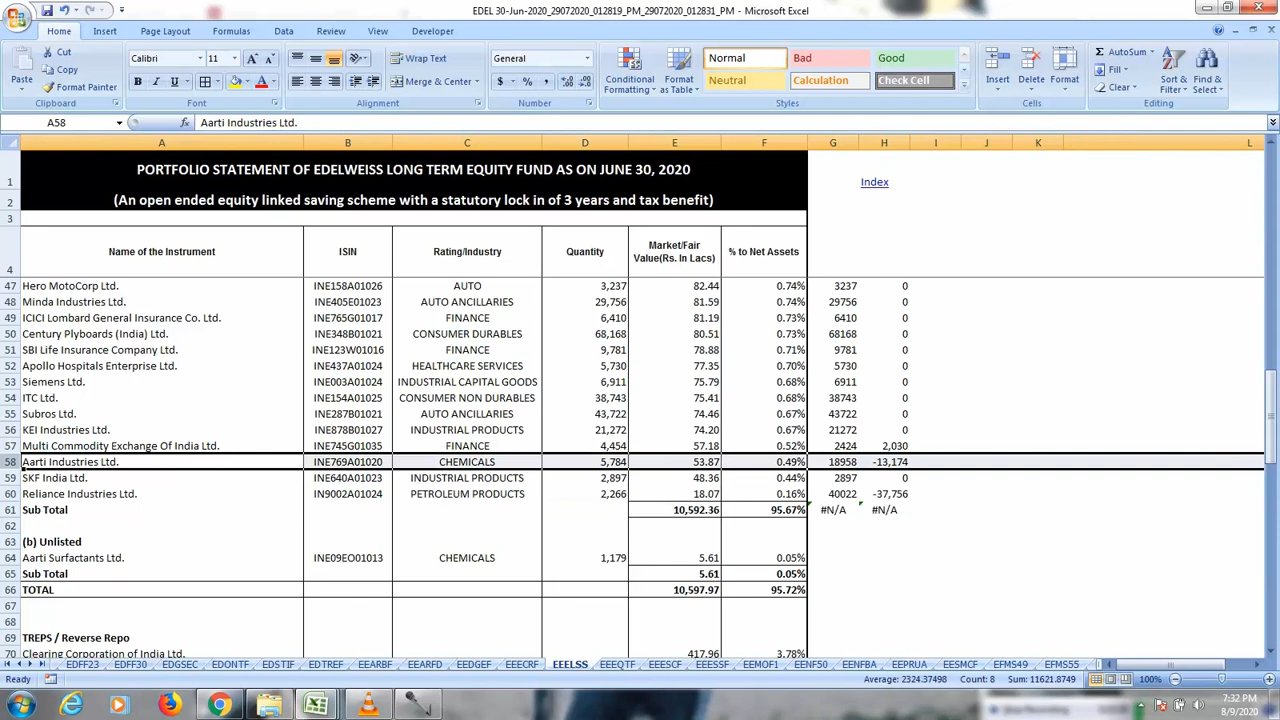 EDEL 30-Jun-2020_29072020_012819_PM_29072020_012831_PM - Microsoft Excel
Home Insert Page Layout Formulas Data Review View Developer
Paste Cut Copy Format Painter Clipboard
Calibri 11 B I U A Font
Wrap Text Merge & Center Alignment
General $ % , Number
Conditional Formatting Format as Table Normal Bad Good Neutral Calculation Check Cell Styles
Insert Delete Format Cells
AutoSum Fill Clear Sort & Filter Find & Select Editing
A58 fx Aarti Industries Ltd.
A B C D E F G H I J K L
1 PORTFOLIO STATEMENT OF EDELWEISS LONG TERM EQUITY FUND AS ON JUNE 30, 2020 Index
2 (An open ended equity linked saving scheme with a statutory lock in of 3 years and tax benefit)
3
4 Name of the Instrument ISIN Rating/Industry Quantity Market/Fair Value(Rs. In Lacs) % to Net Assets
47 Hero MotoCorp Ltd. INE158A01026 AUTO 3,237 82.44 0.74% 3237 0
48 Minda Industries Ltd. INE405E01023 AUTO ANCILLARIES 29,756 81.59 0.74% 29756 0
49 ICICI Lombard General Insurance Co. Ltd. INE765G01017 FINANCE 6,410 81.19 0.73% 6410 0
50 Century Plyboards (India) Ltd. INE348B01021 CONSUMER DURABLES 68,168 80.51 0.73% 68168 0
51 SBI Life Insurance Company Ltd. INE123W01016 FINANCE 9,781 78.88 0.71% 9781 0
52 Apollo Hospitals Enterprise Ltd. INE437A01024 HEALTHCARE SERVICES 5,730 77.35 0.70% 5730 0
53 Siemens Ltd. INE003A01024 INDUSTRIAL CAPITAL GOODS 6,911 75.79 0.68% 6911 0
54 ITC Ltd. INE154A01025 CONSUMER NON DURABLES 38,743 75.41 0.68% 38743 0
55 Subros Ltd. INE287B01021 AUTO ANCILLARIES 43,722 74.46 0.67% 43722 0
56 KEI Industries Ltd. INE878B01027 INDUSTRIAL PRODUCTS 21,272 74.20 0.67% 21272 0
57 Multi Commodity Exchange Of India Ltd. INE745G01035 FINANCE 4,454 57.18 0.52% 2424 2,030
58 Aarti Industries Ltd. INE769A01020 CHEMICALS 5,784 53.87 0.49% 18958 -13,174
59 SKF India Ltd. INE640A01023 INDUSTRIAL PRODUCTS 2,897 48.36 0.44% 2897 0
60 Reliance Industries Ltd. IN9002A01024 PETROLEUM PRODUCTS 2,266 18.07 0.16% 40022 -37,756
61 Sub Total 10,592.36 95.67% #N/A #N/A
62
63 (b) Unlisted
64 Aarti Surfactants Ltd. INE09EO01013 CHEMICALS 1,179 5.61 0.05%
65 Sub Total 5.61 0.05%
66 TOTAL 10,597.97 95.72%
67
68
69 TREPS / Reverse Repo
70 Clearing Corporation of India Ltd. 417.96 3.78%
EDFF23 EDFF30 EDGSEC EDONTF EDSTIF EDTREF EEARBF EEARFD EEDGEF EEECRF EEELSS EEEQTF EEESCF EEESSF EEMOF1 EENF50 EENFBA EEPRUA EESMCF EFMS49 EFMS55
Ready Average: 2324.37498 Count: 8 Sum: 11621.8749 100%
7:32 PM
8/9/2020